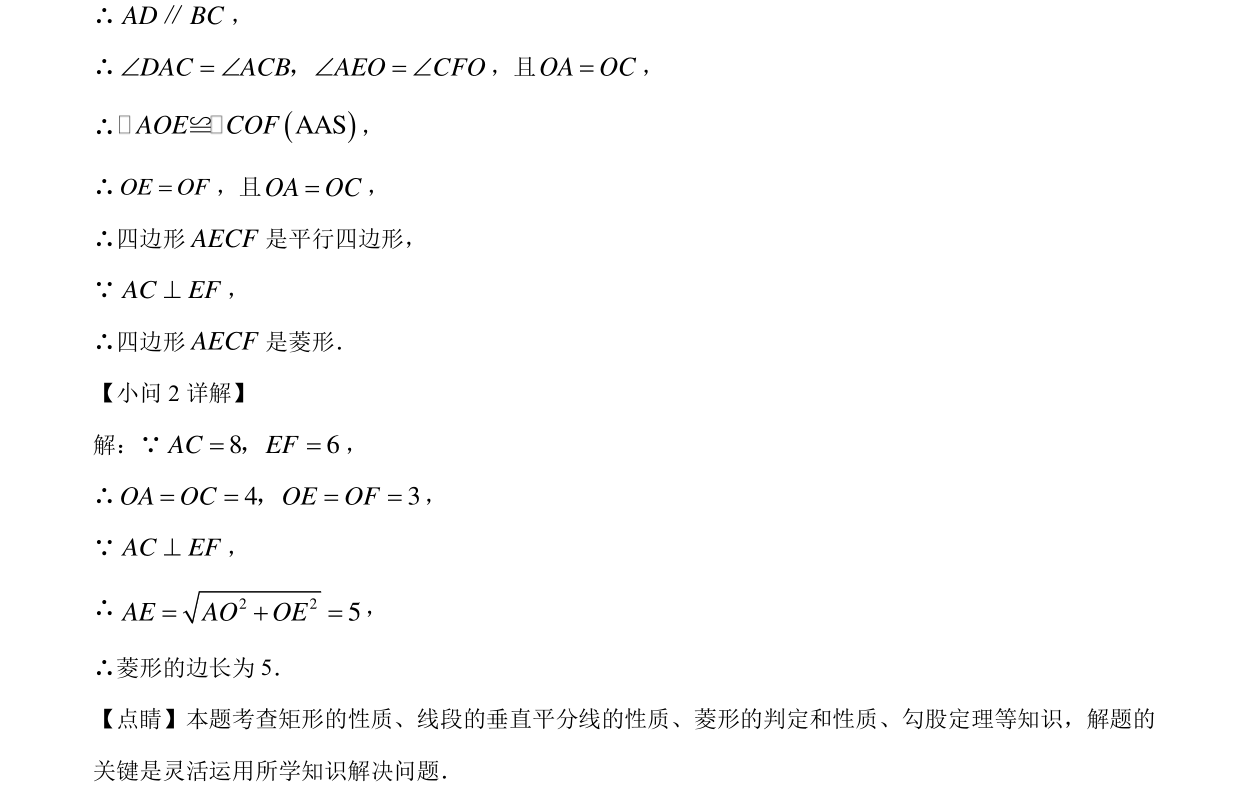 ∴ AD // BC，
∴ ∠DAC = ∠ACB，∠AEO = ∠CFO，且OA = OC，
∴ □AOE≌□COF(AAS)，
∴ OE = OF，且OA = OC，
∴四边形 AECF 是平行四边形，
∵ AC ⊥ EF，
∴四边形 AECF 是菱形．
【小问 2 详解】
解：∵ AC = 8，EF = 6，
∴ OA = OC = 4，OE = OF = 3，
∵ AC ⊥ EF，
∴ AE = √(AO² + OE²) = 5，
∴菱形的边长为 5．
【点睛】本题考查矩形的性质、线段的垂直平分线的性质、菱形的判定和性质、勾股定理等知识，解题的
关键是灵活运用所学知识解决问题．